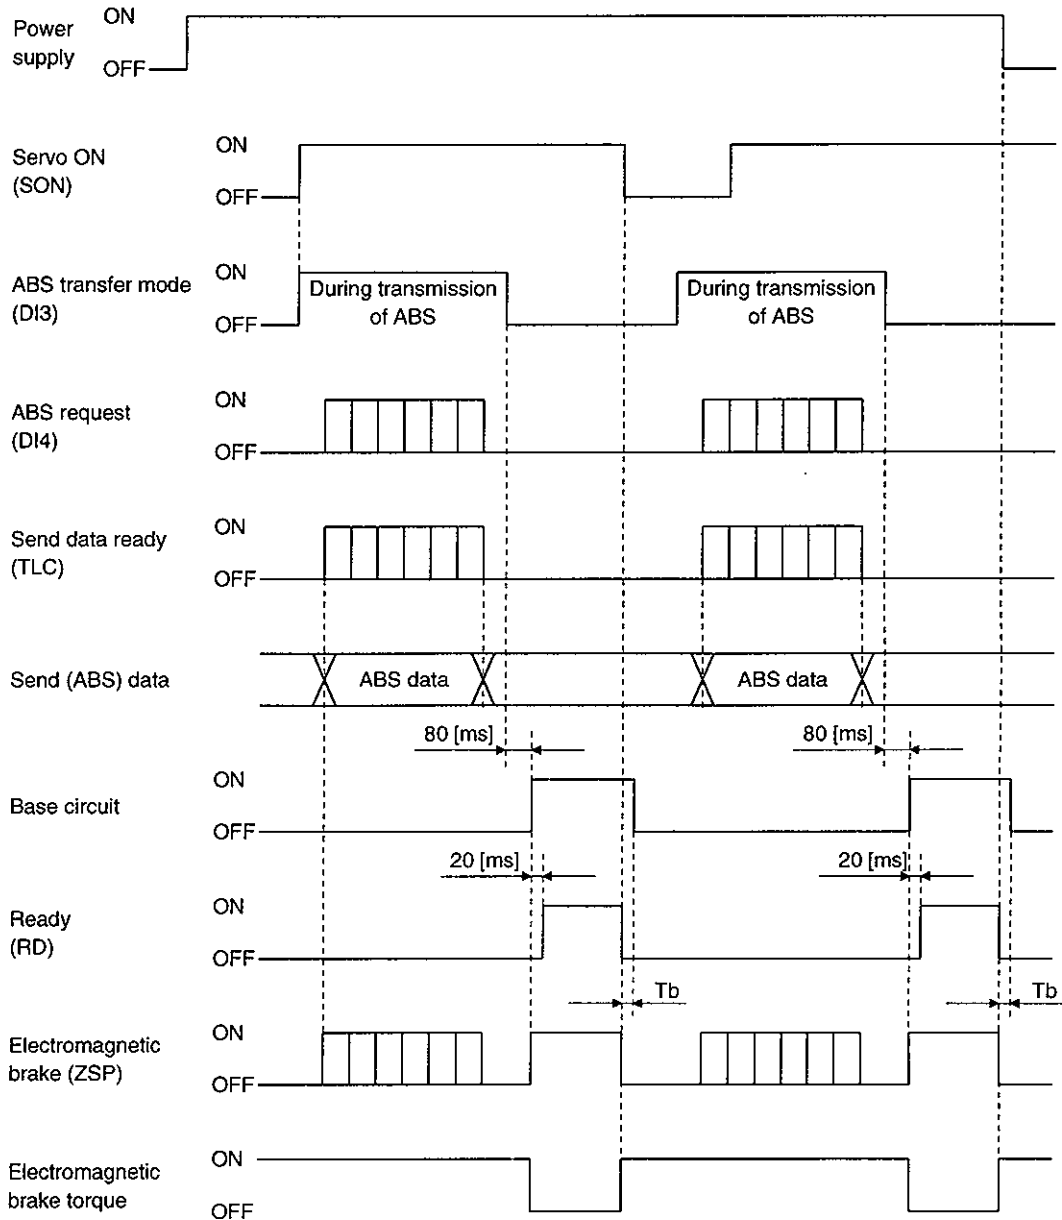 Power
supply
ON
OFF
Servo ON
(SON)
ON
OFF
ABS transfer mode
(DI3)
ON
OFF
During transmission
of ABS
During transmission
of ABS
ABS request
(DI4)
ON
OFF
Send data ready
(TLC)
ON
OFF
Send (ABS) data
ABS data
ABS data
80 [ms]
80 [ms]
Base circuit
ON
OFF
20 [ms]
20 [ms]
Ready
(RD)
ON
OFF
Tb
Tb
Electromagnetic
brake (ZSP)
ON
OFF
Electromagnetic
brake torque
ON
OFF